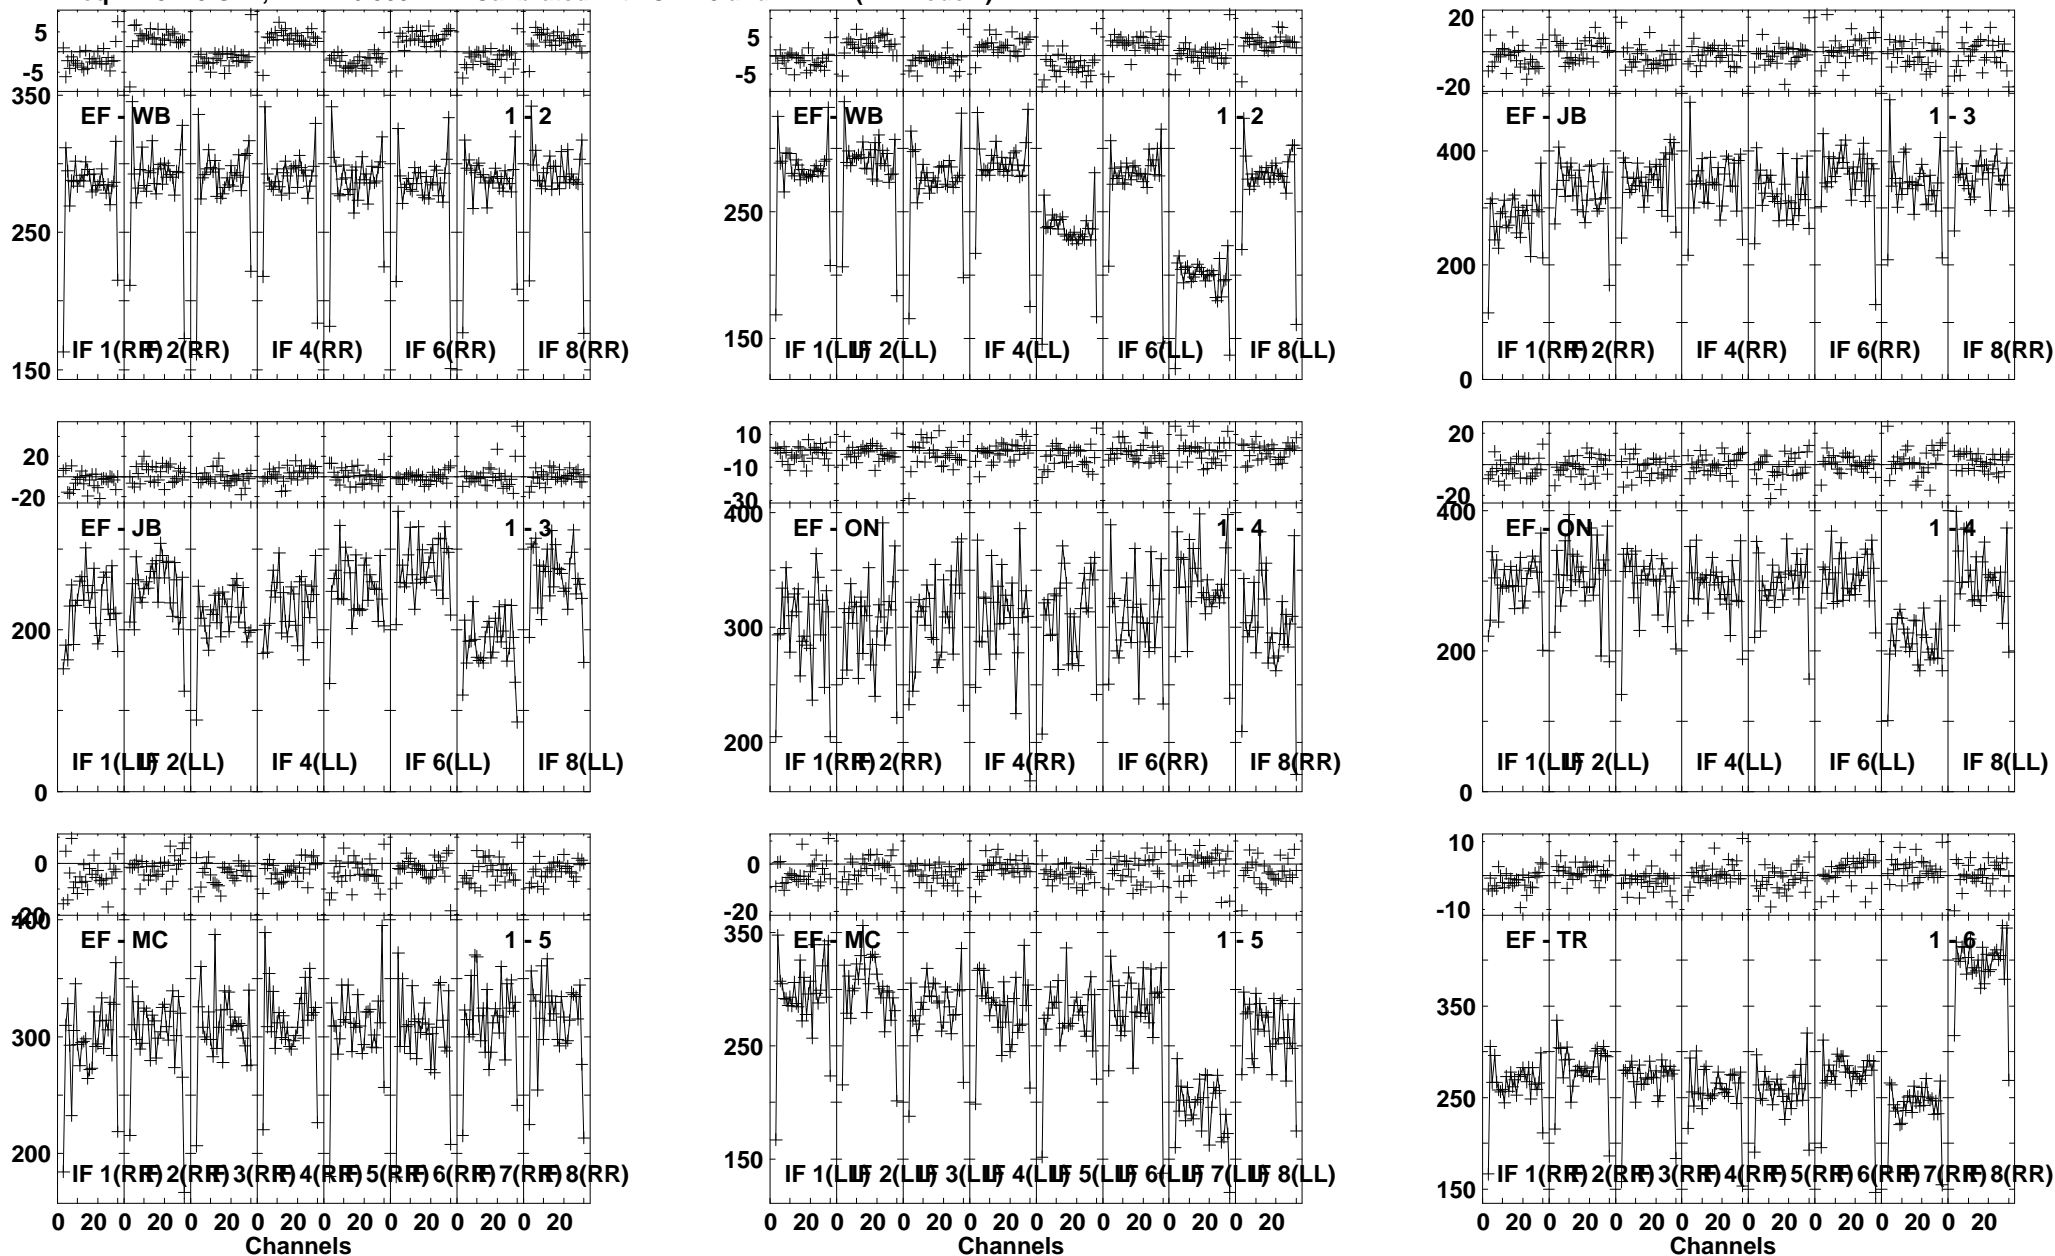 5
-5
350
250
150
EF - WB
1 - 2
IF 1(RR)
IF 2(RR)
IF 4(RR)
IF 6(RR)
IF 8(RR)
5
-5
250
150
EF - WB
1 - 2
IF 1(LL)
IF 2(LL)
IF 4(LL)
IF 6(LL)
IF 8(LL)
20
-20
400
200
0
EF - JB
1 - 3
IF 1(RR)
IF 2(RR)
IF 4(RR)
IF 6(RR)
IF 8(RR)
20
-20
200
0
EF - JB
1 - 3
IF 1(LL)
IF 2(LL)
IF 4(LL)
IF 6(LL)
IF 8(LL)
10
-10
-30
400
300
200
EF - ON
1 - 4
IF 1(RR)
IF 2(RR)
IF 4(RR)
IF 6(RR)
IF 8(RR)
20
-20
400
200
0
EF - ON
1 - 4
IF 1(LL)
IF 2(LL)
IF 4(LL)
IF 6(LL)
IF 8(LL)
0
400
300
200
EF - MC
1 - 5
IF 1(RR)
IF 2(RR)
IF 3(RR)
IF 4(RR)
IF 5(RR)
IF 6(RR)
IF 7(RR)
IF 8(RR)
0 20 0 20 0 20 0 20 0 20 0 20 0 20 0 20
Channels
0
-20
350
250
150
EF - MC
1 - 5
IF 1(LL)
IF 2(LL)
IF 3(LL)
IF 4(LL)
IF 5(LL)
IF 6(LL)
IF 7(LL)
IF 8(LL)
0 20 0 20 0 20 0 20 0 20 0 20 0 20 0 20
Channels
10
-10
350
250
150
EF - TR
1 - 6
IF 1(RR)
IF 2(RR)
IF 3(RR)
IF 4(RR)
IF 5(RR)
IF 6(RR)
IF 7(RR)
IF 8(RR)
0 20 0 20 0 20 0 20 0 20 0 20 0 20 0 20
Channels